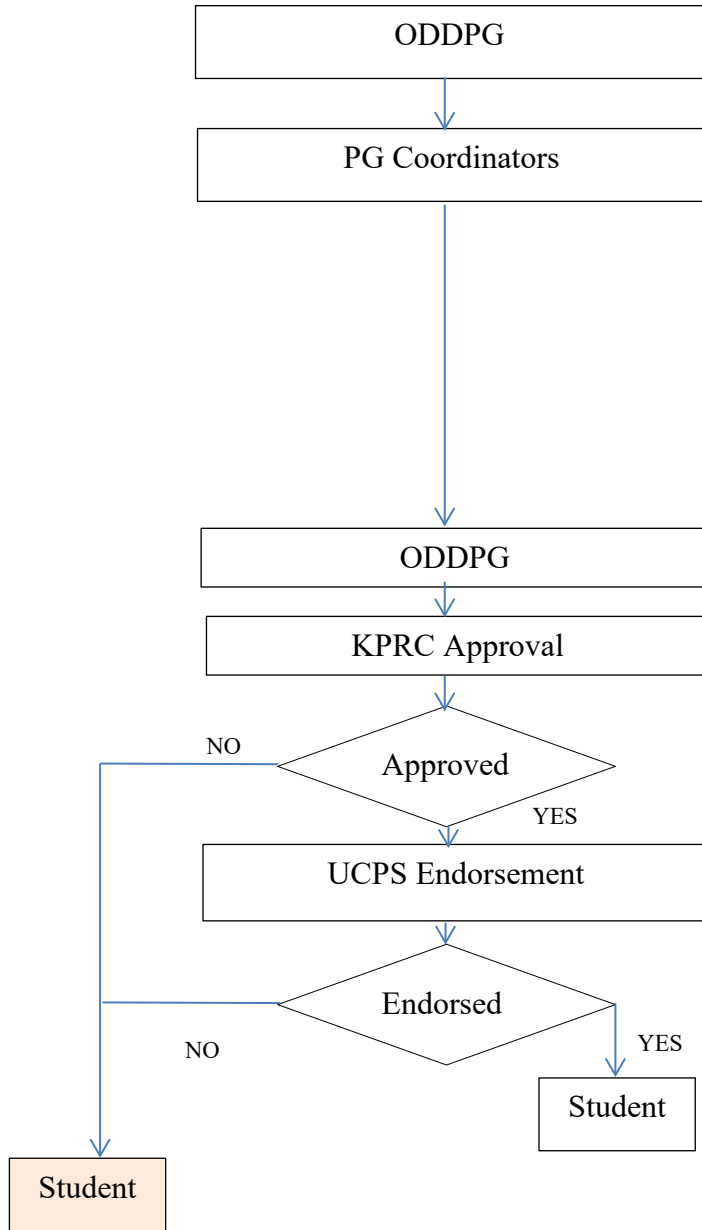 ODDPG
PG Coordinators
ODDPG
KPRC Approval
NO
Approved
YES
UCPS Endorsement
Endorsed
NO
YES
Student
Student